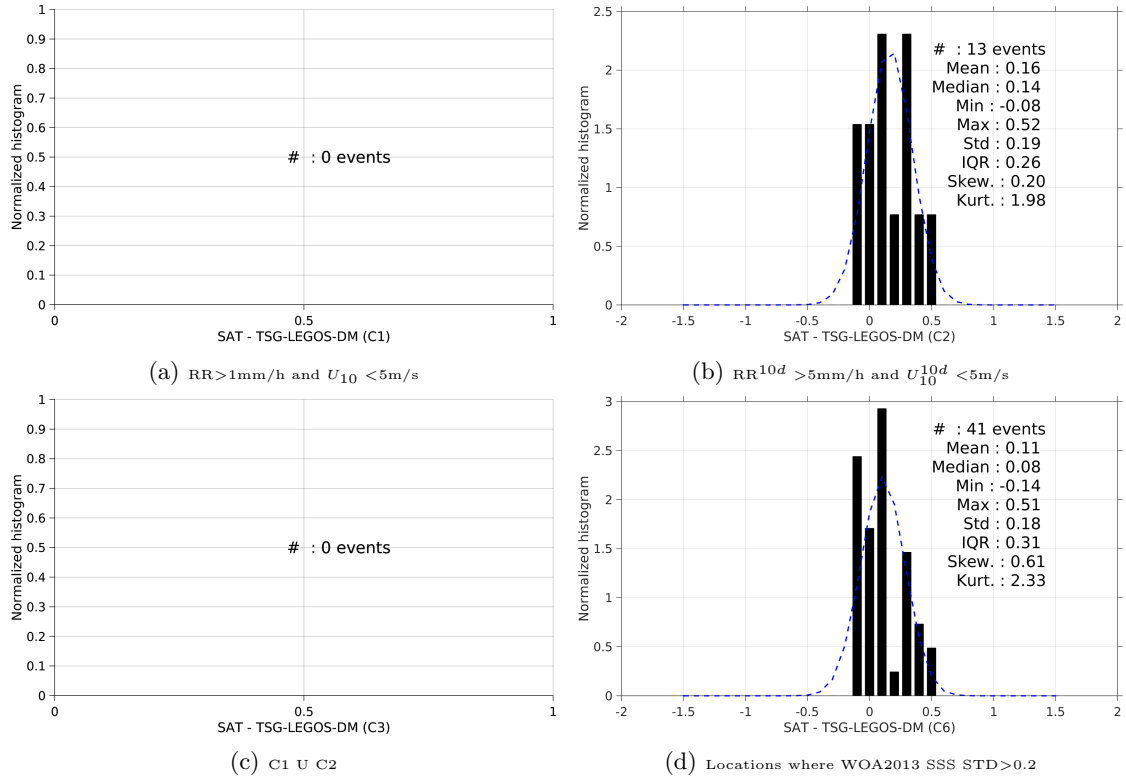 1
0.9
0.8
0.7
0.6
0.5
0.4
0.3
0.2
0.1
0
Normalized histogram
# : 0 events
0 0.5 1
SAT - TSG-LEGOS-DM (C1)
(a) RR>1mm/h and U10 <5m/s
2.5
2
1.5
1
0.5
0
Normalized histogram
# : 13 events
Mean : 0.16
Median : 0.14
Min : -0.08
Max : 0.52
Std : 0.19
IQR : 0.26
Skew. : 0.20
Kurt. : 1.98
-2 -1.5 -1 -0.5 0 0.5 1 1.5 2
SAT - TSG-LEGOS-DM (C2)
(b) RR10d >5mm/h and U10d10 <5m/s
1
0.9
0.8
0.7
0.6
0.5
0.4
0.3
0.2
0.1
0
Normalized histogram
# : 0 events
0 0.5 1
SAT - TSG-LEGOS-DM (C3)
(c) C1 U C2
3
2.5
2
1.5
1
0.5
0
Normalized histogram
# : 41 events
Mean : 0.11
Median : 0.08
Min : -0.14
Max : 0.51
Std : 0.18
IQR : 0.31
Skew. : 0.61
Kurt. : 2.33
-2 -1.5 -1 -0.5 0 0.5 1 1.5 2
SAT - TSG-LEGOS-DM (C6)
(d) Locations where WOA2013 SSS STD>0.2